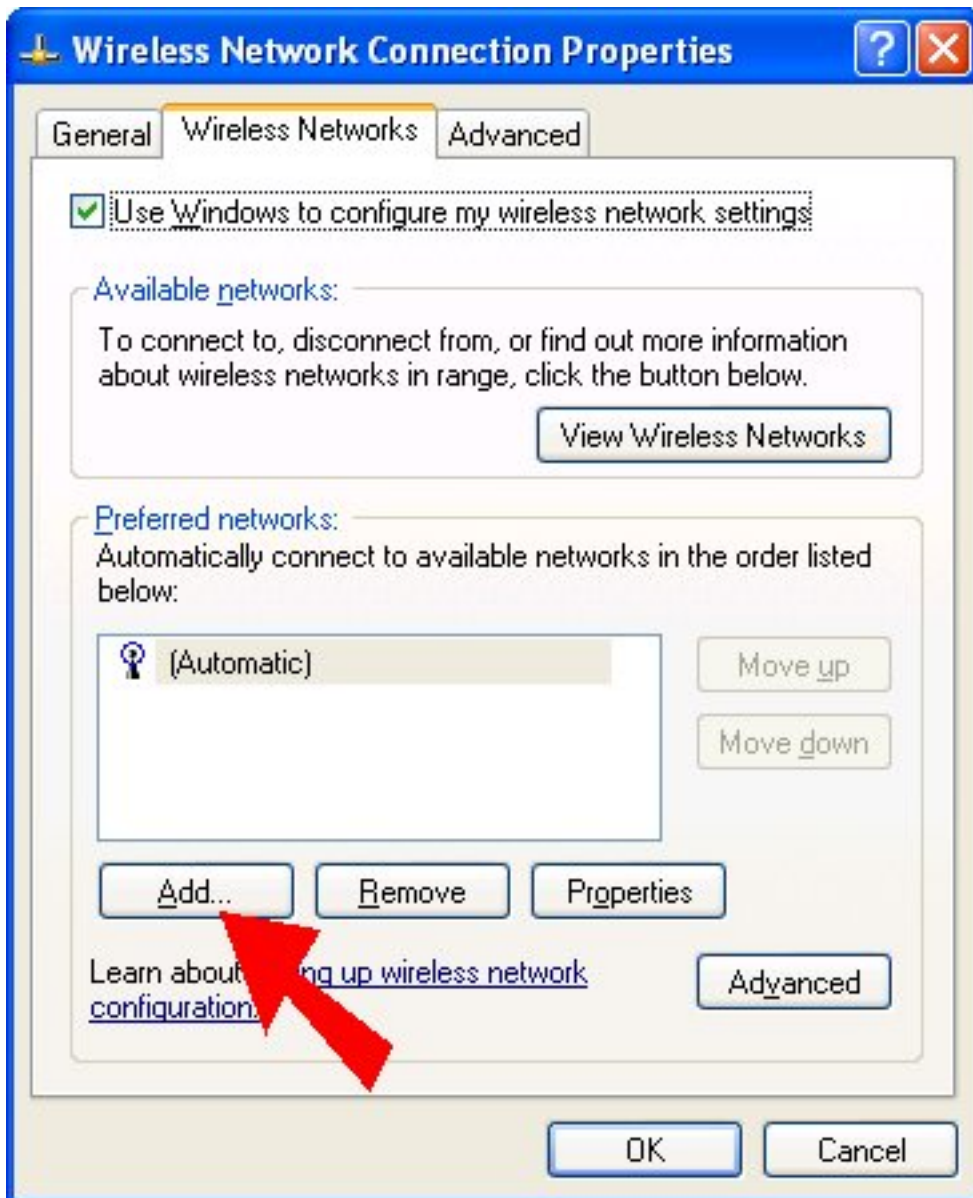 Wireless Network Connection Properties
General
Wireless Networks
Advanced
Use Windows to configure my wireless network settings
Available networks:
To connect to, disconnect from, or find out more information
about wireless networks in range, click the button below.
View Wireless Networks
Preferred networks:
Automatically connect to available networks in the order listed
below:
(Automatic)
Move up
Move down
Add...
Remove
Properties
Learn about up wireless network
configuration.
Advanced
OK
Cancel